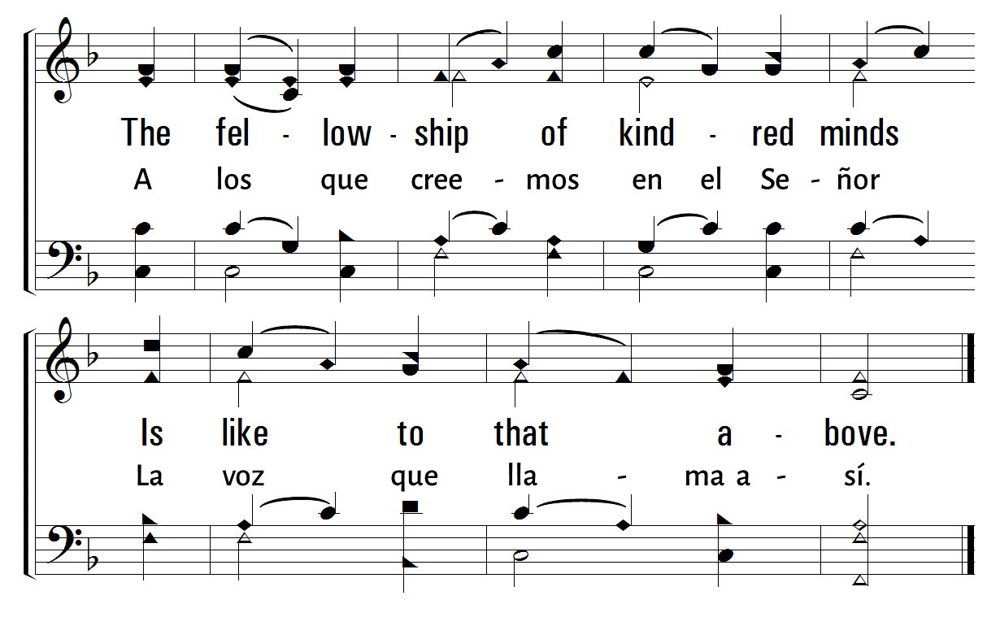 The fel - low - ship of kind - red minds
A los que cree - mos en el Se - ñor
Is like to that a - bove.
La voz que lla - ma a - sí.